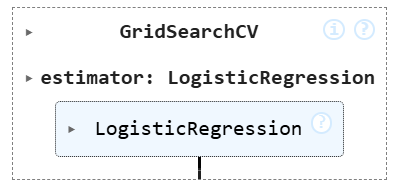 ▸ GridSearchCV i ?
▸ estimator: LogisticRegression
▸ LogisticRegression ?